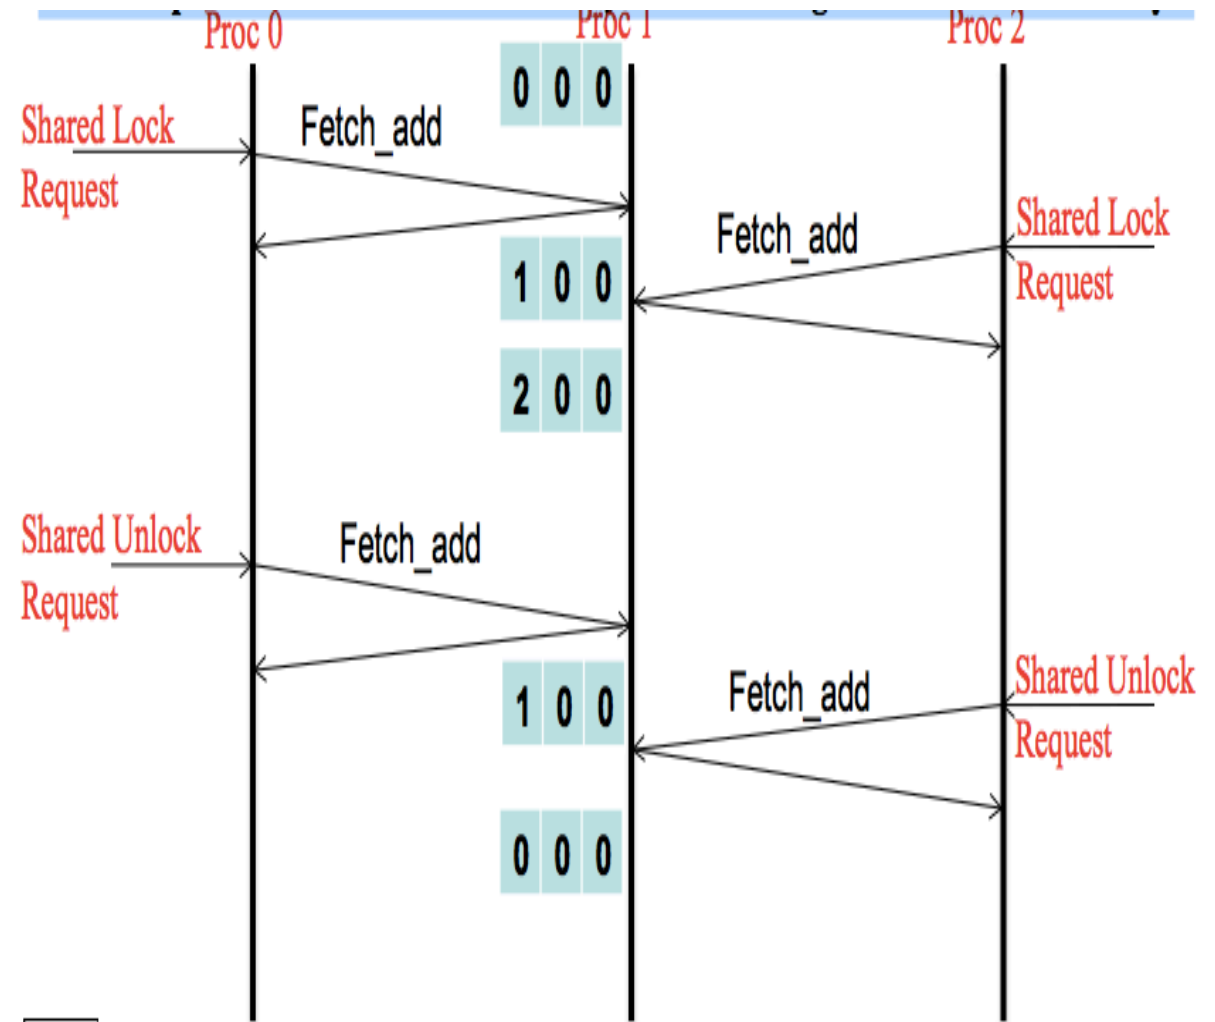 Proc 0
Proc 1
Proc 2
0 0 0
Shared Lock
Request
Fetch_add
Fetch_add
Shared Lock
Request
1 0 0
2 0 0
Shared Unlock
Request
Fetch_add
1 0 0
Fetch_add
Shared Unlock
Request
0 0 0